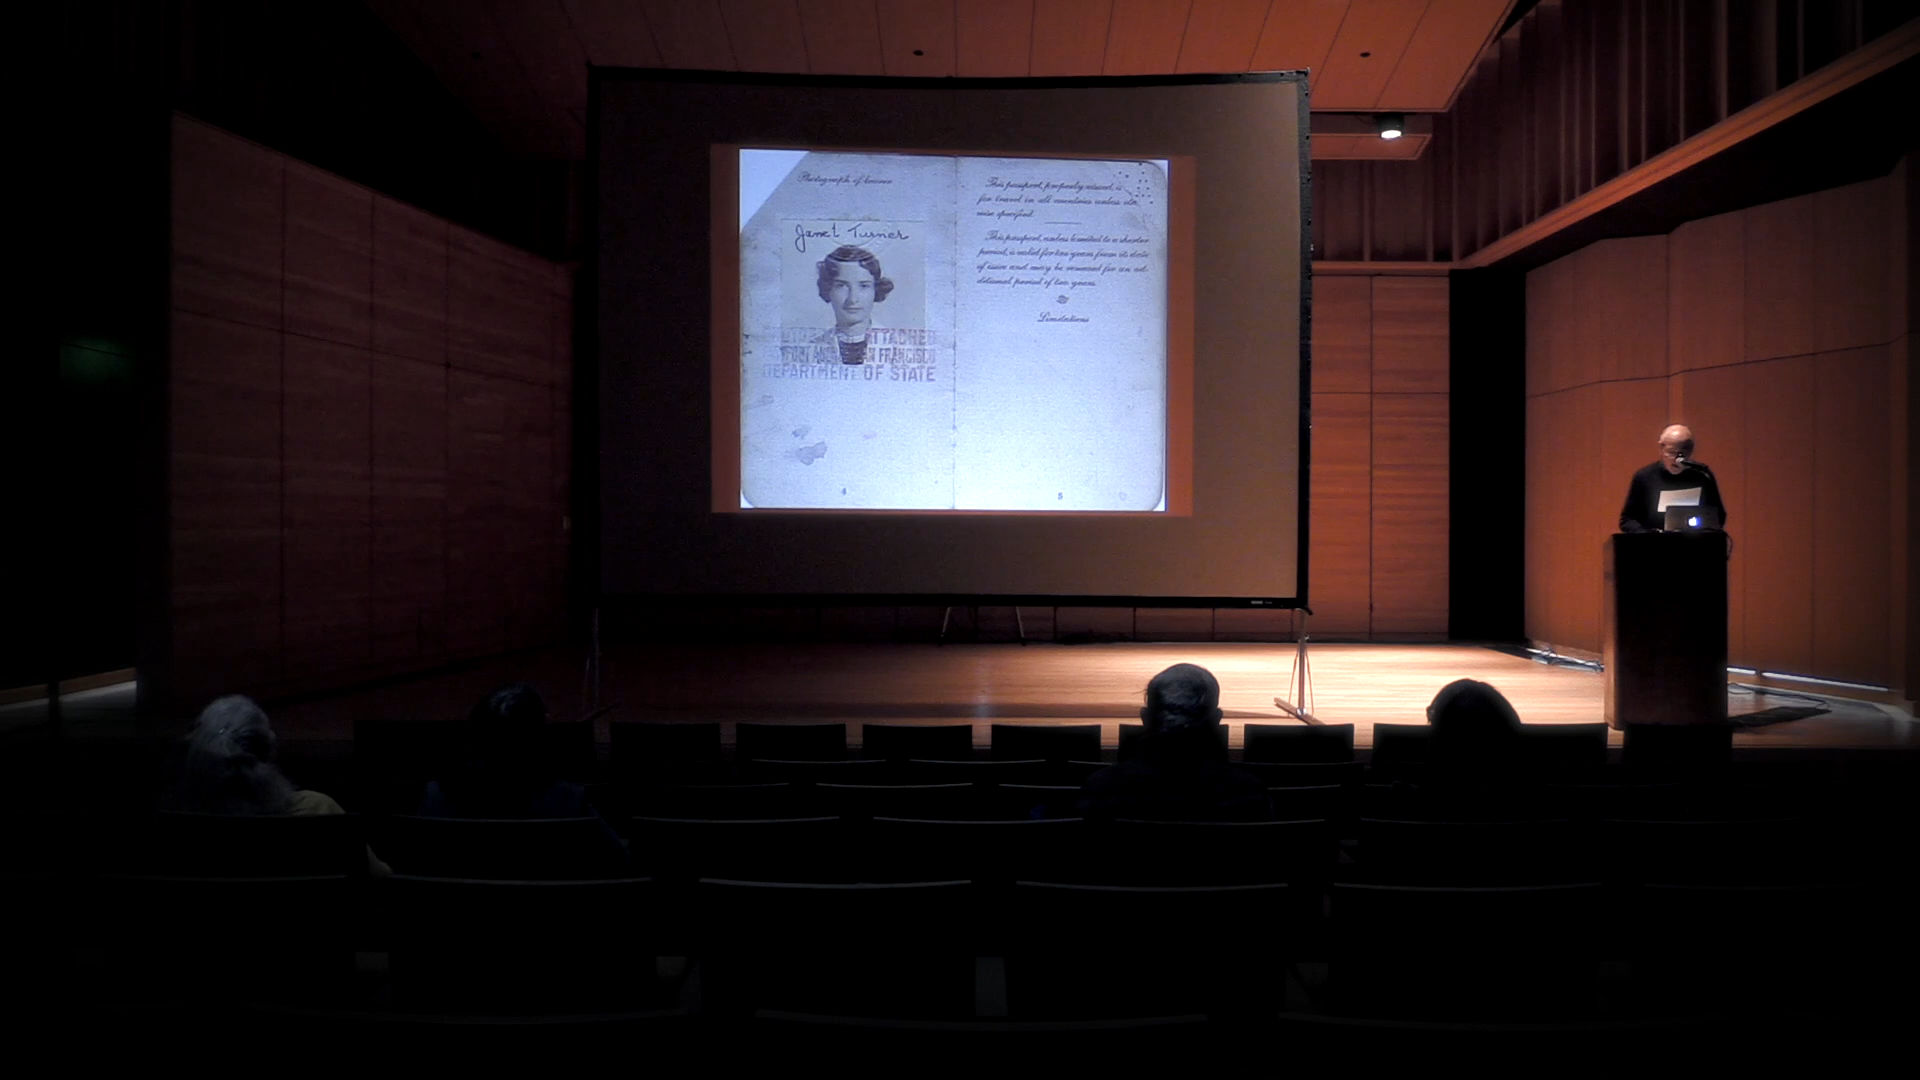 Photograph of bearer
Janet Turner
ATTACHED
SAN FRANCISCO
DEPARTMENT OF STATE
4
This passport, properly visaed, is
for travel in all countries unless
wise specified.
This passport, unless limited to a shorter
period, is valid for two years from its date
of issue and may be renewed for an ad-
ditional period of two years.
Limitations
5